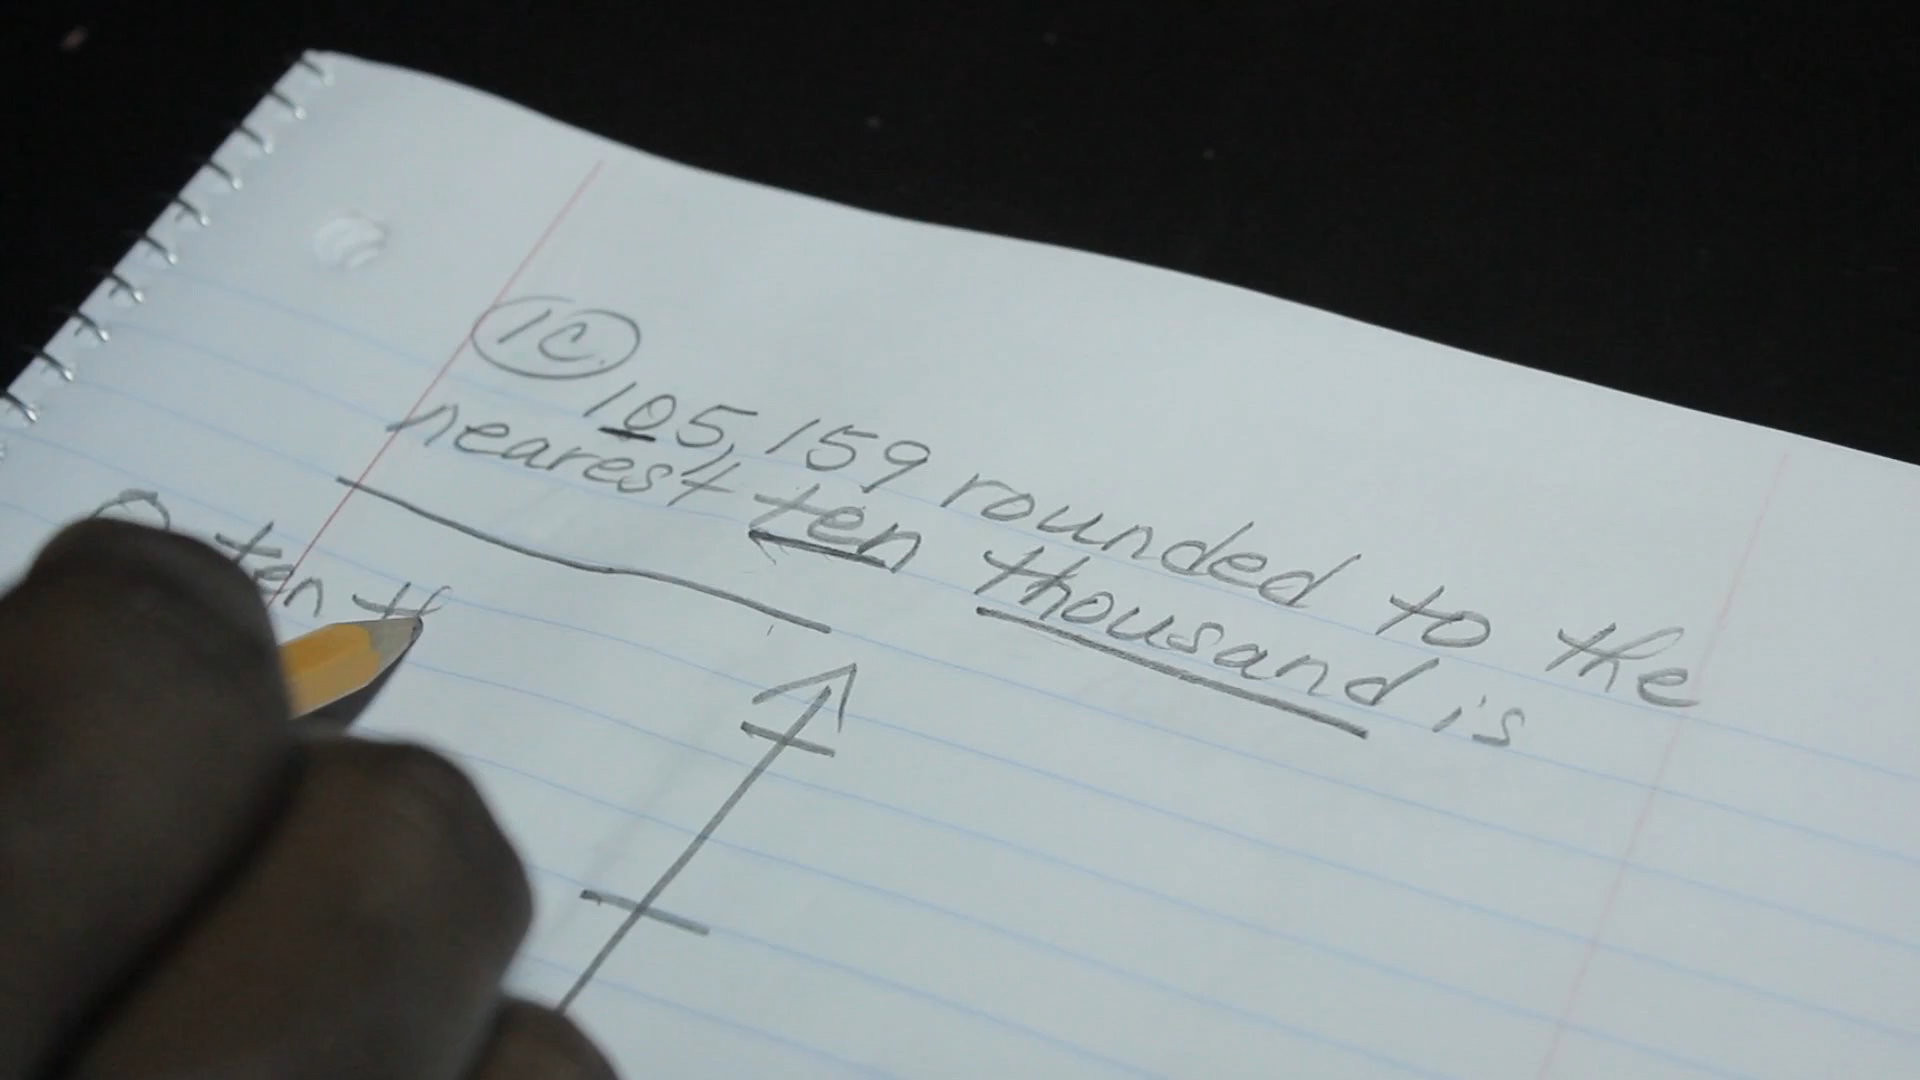 1c.
105,159 rounded to the
nearest ten thousand is
ten th